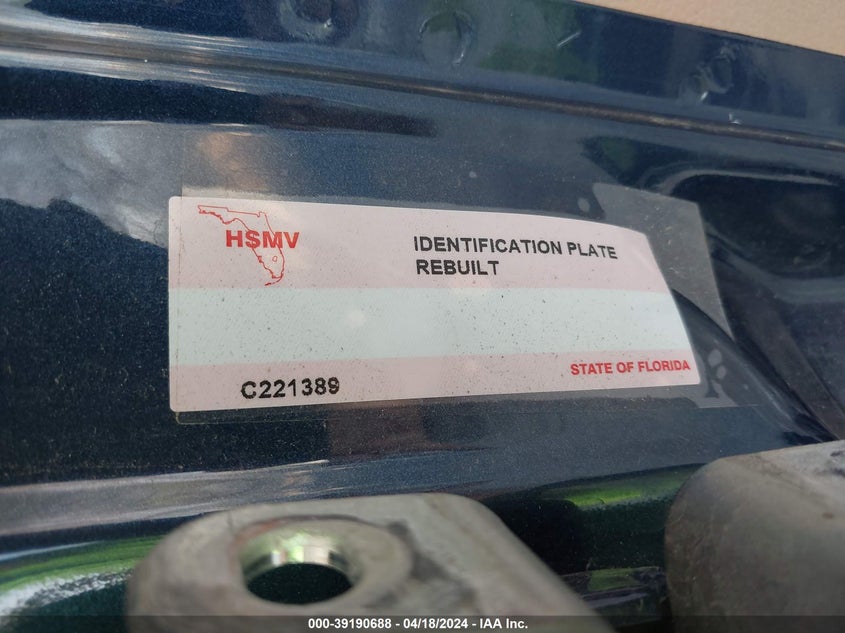 HSMV
IDENTIFICATION PLATE
REBUILT
STATE OF FLORIDA
C221389
000-39190688 - 04/18/2024 - IAA Inc.